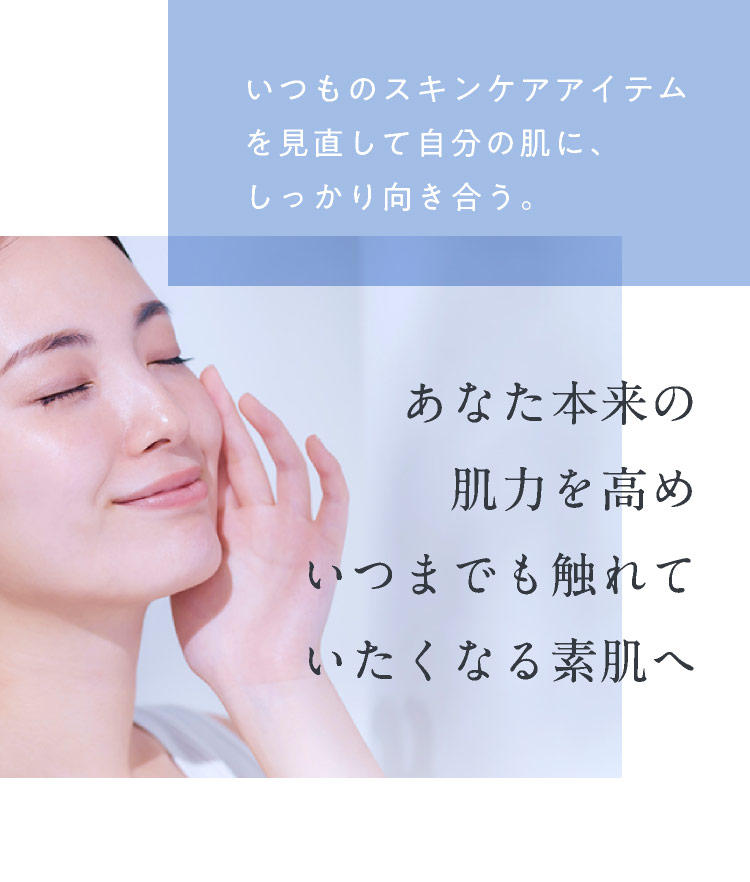 いつものスキンケアアイテム
を見直して自分の肌に、
しっかり向き合う。
あなた本来の
肌力を高め
いつまでも触れて
いたくなる素肌へ